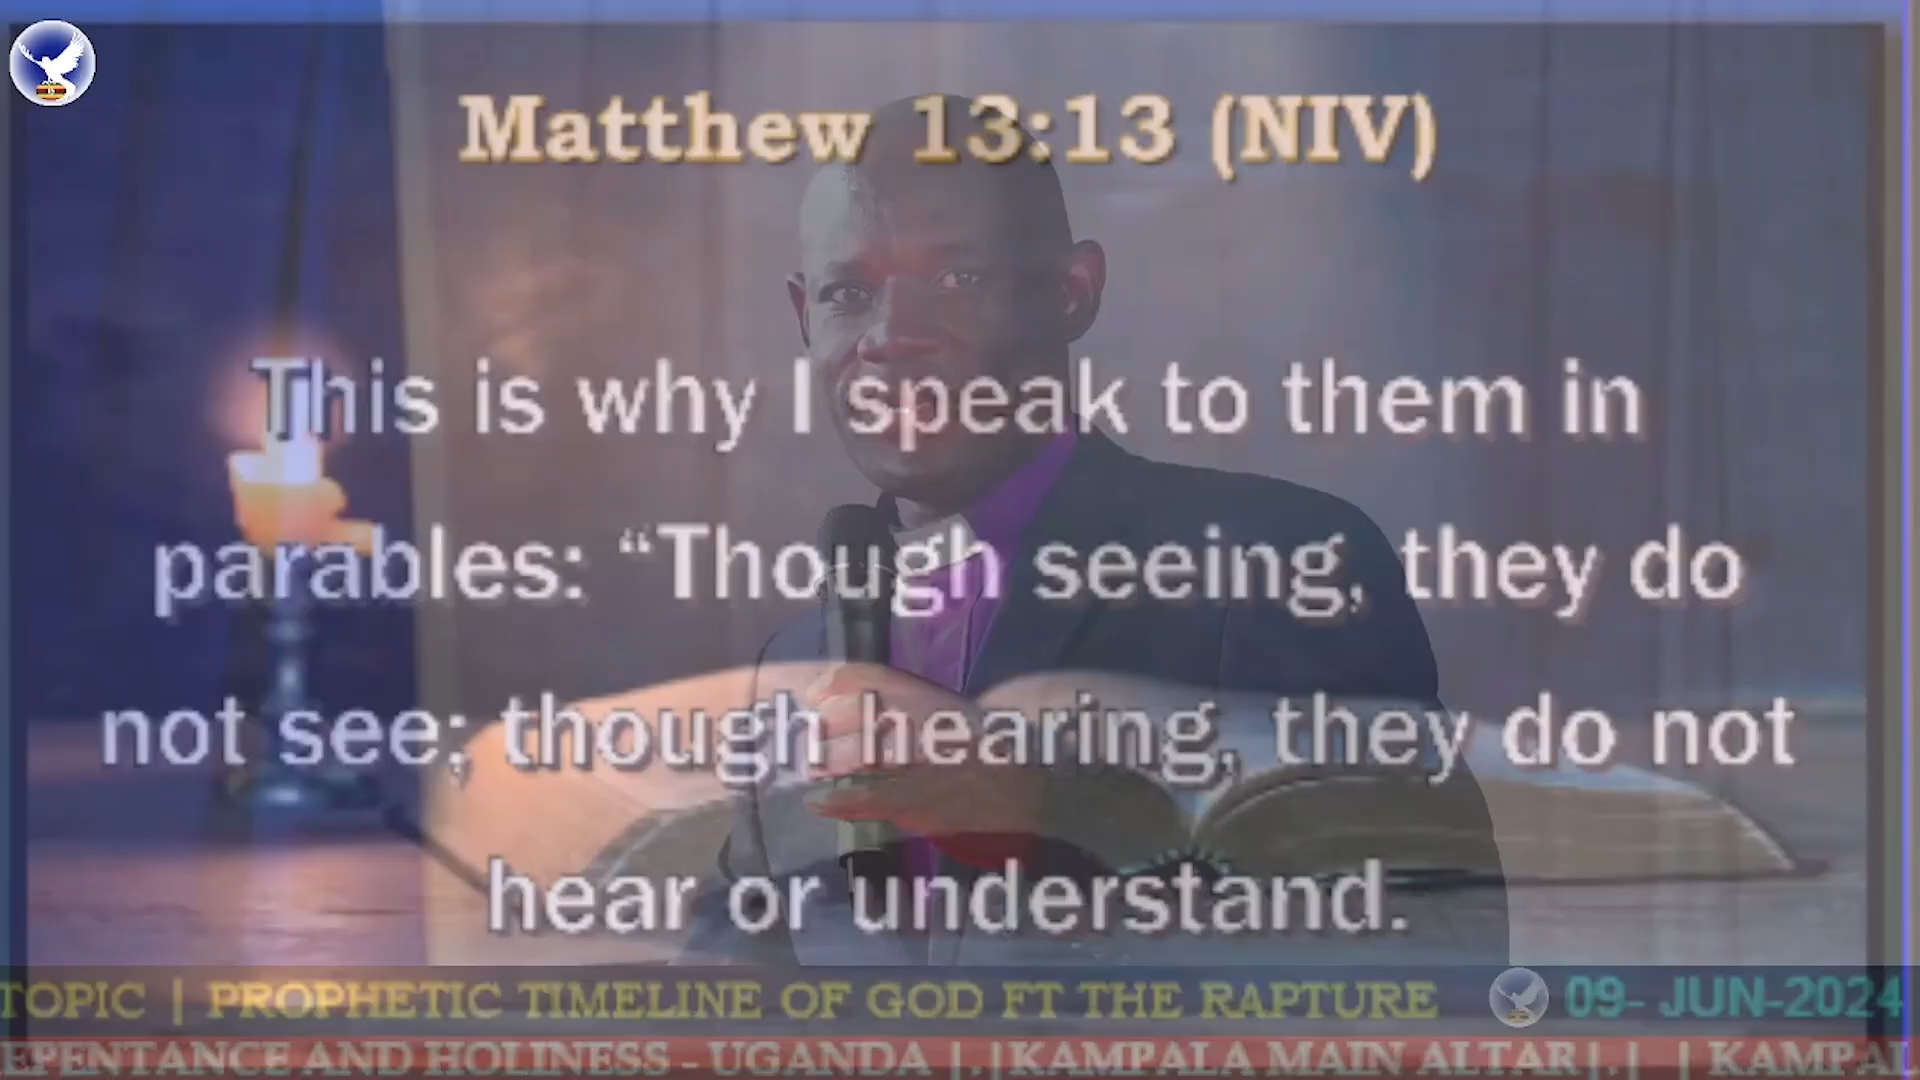 Matthew 13:13 (NIV)
This is why I speak to them in
parables: “Though seeing, they do
not see; though hearing, they do not
hear or understand.
TOPIC | PROPHETIC TIMELINE OF GOD FT THE RAPTURE 09- JUN-2024
EPENTANCE AND HOLINESS - UGANDA |.|KAMPALA MAIN ALTAR|.| | KAMPAL